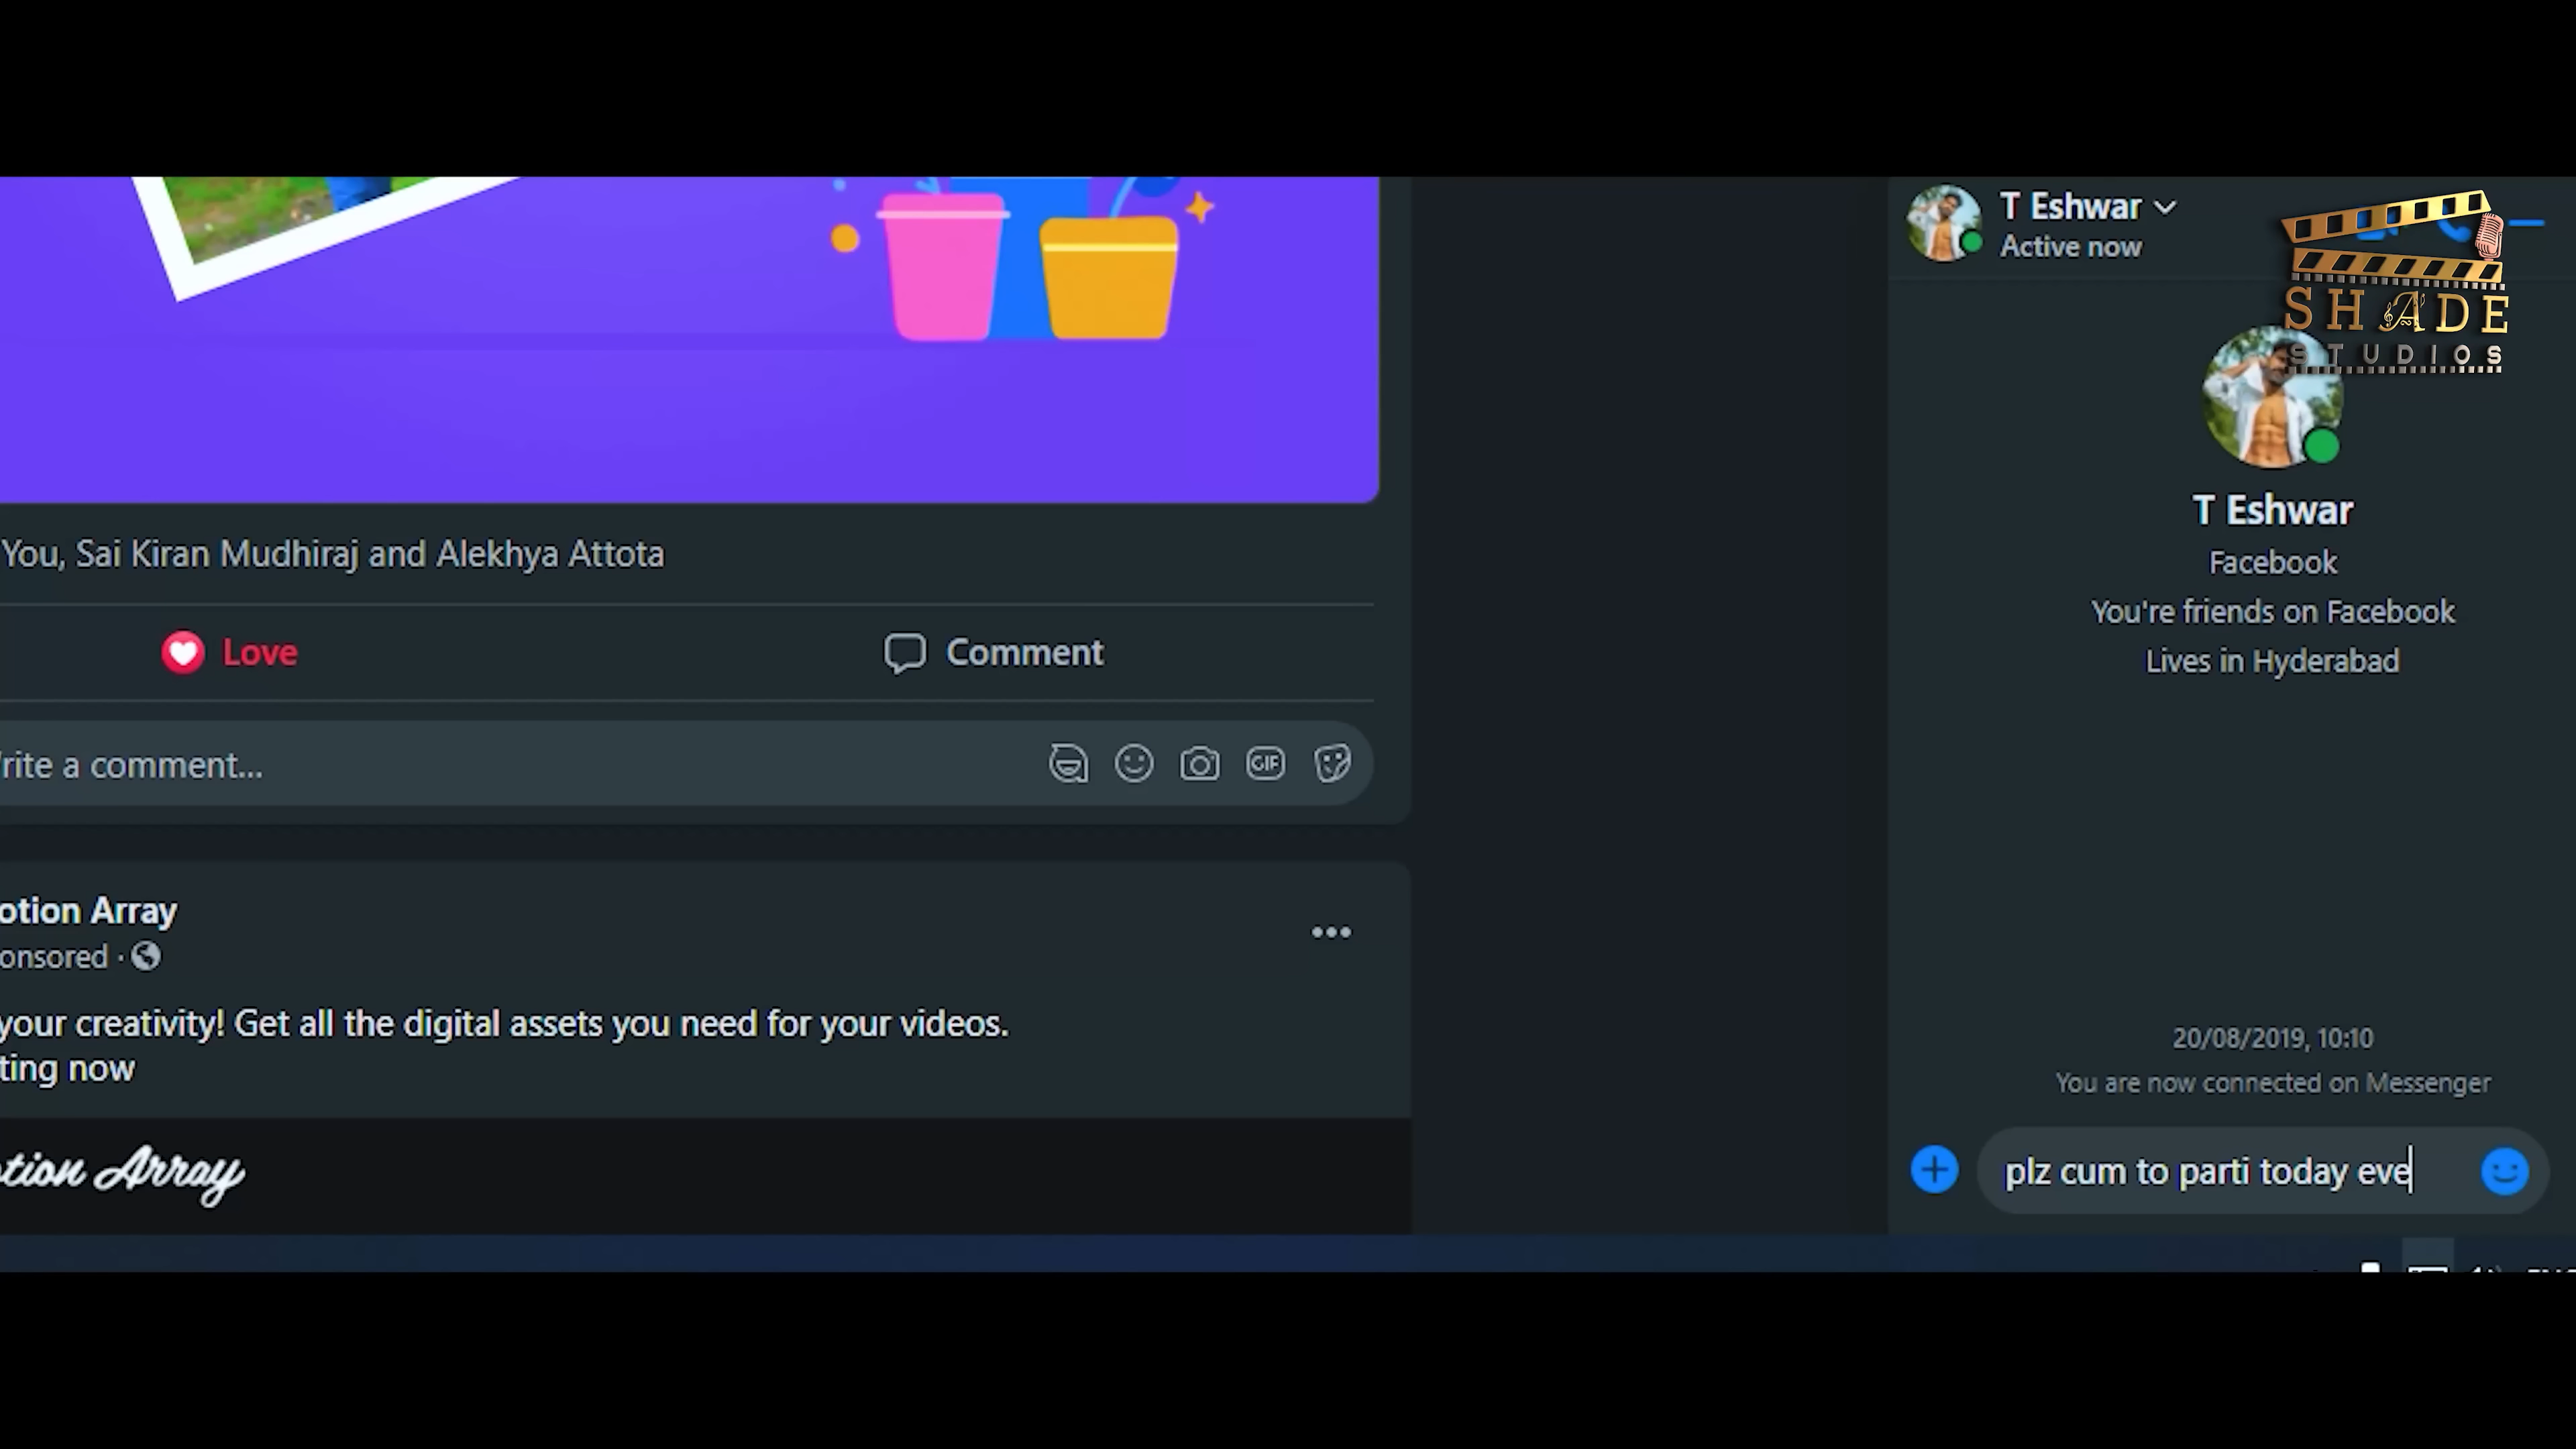 T Eshwar
Active now
SHADE
STUDIOS
T Eshwar
Facebook
You're friends on Facebook
Lives in Hyderabad
You, Sai Kiran Mudhiraj and Alekhya Attota
Love
Comment
rite a comment...
GIF
otion Array
onsored ·
your creativity! Get all the digital assets you need for your videos.
ting now
otion Array
20/08/2019, 10:10
You are now connected on Messenger
plz cum to parti today eve